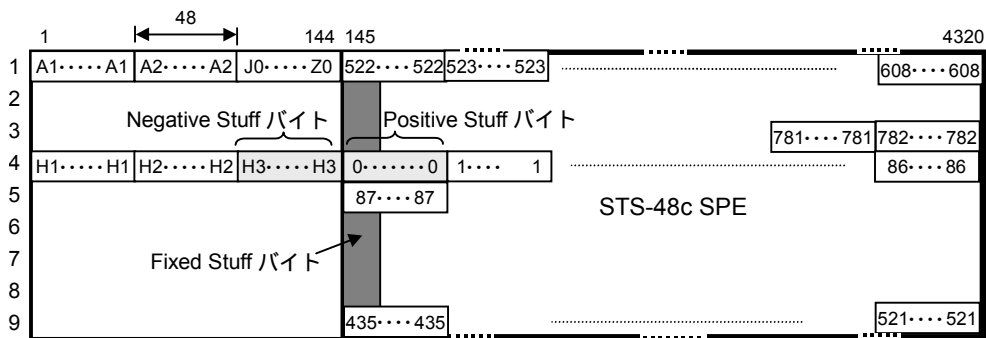 48
1 144 145 4320
1 A1·····A1 A2·····A2 J0·····Z0 522····522 523····523 608····608
2
Negative Stuff バイト Positive Stuff バイト
3 781····781 782····782
4 H1·····H1 H2·····H2 H3·····H3 0·······0 1···· 1 86····86
5 87····87
STS-48c SPE
6
7 Fixed Stuff バイト
8
9 435····435 521····521